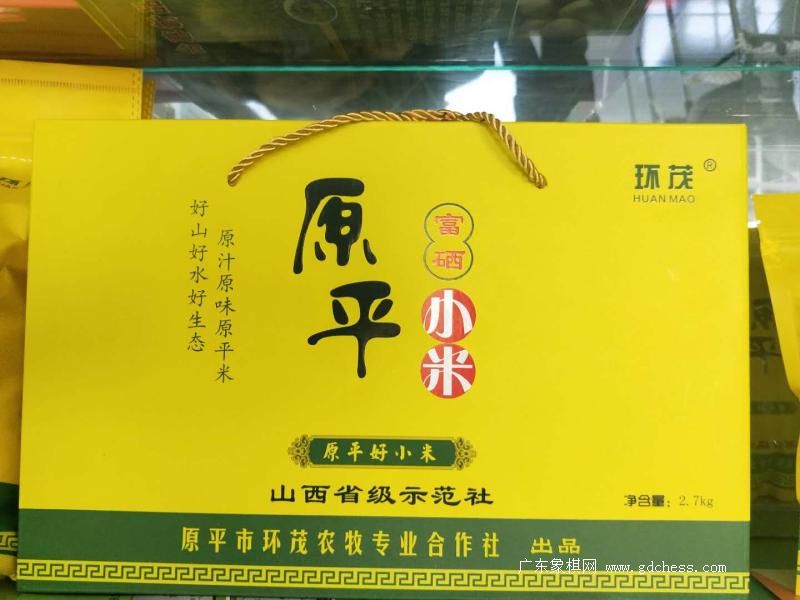 环茂®
HUAN MAO
好山好水好生态
原汁原味原平米
原平
富硒
小米
原平好小米
山西省级示范社
净含量：2.7kg
原平市环茂农牧专业合作社 出品
广东象棋网 www.gdchess.com